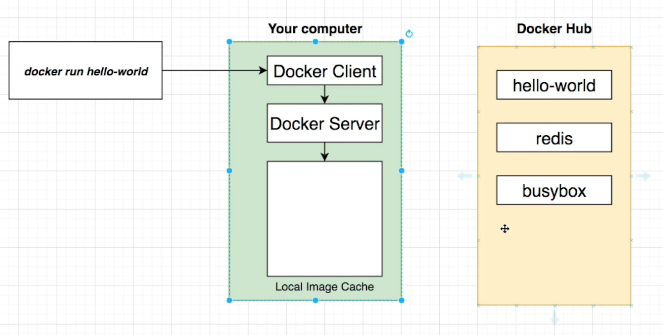 Your computer
Docker Hub
docker run hello-world
Docker Client
Docker Server
Local Image Cache
hello-world
redis
busybox